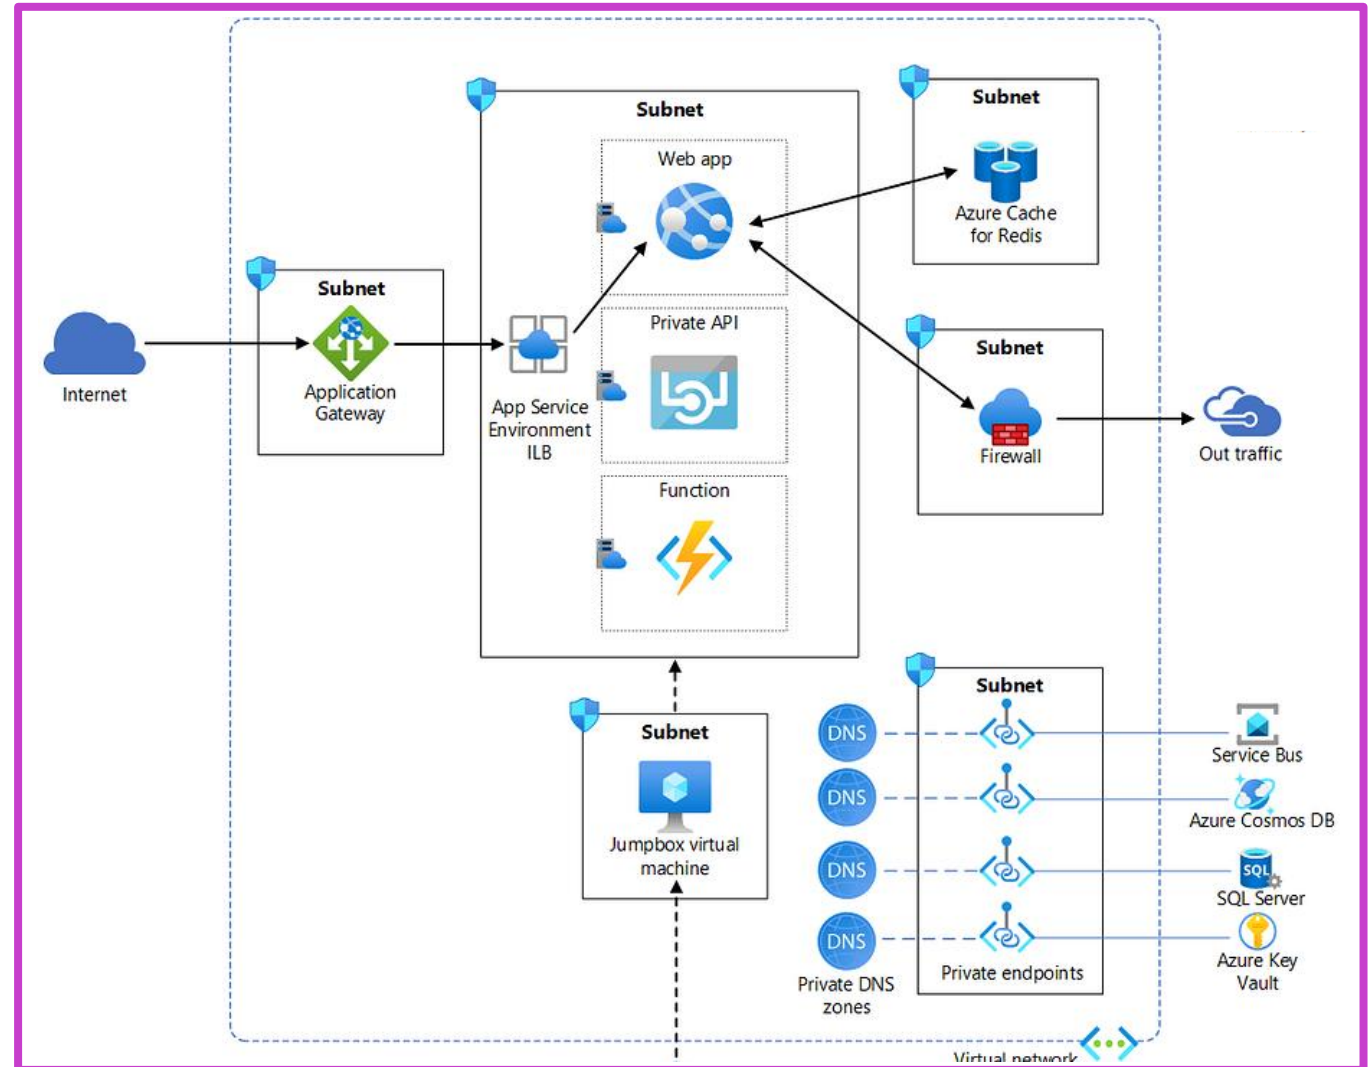 Subnet
Web app
Subnet
Azure Cache
for Redis
Subnet
Application
Gateway
Internet
App Service
Environment
ILB
Private API
Subnet
Firewall
Out traffic
Function
Subnet
Jumpbox virtual
machine
DNS
DNS
DNS
DNS
Private DNS
zones
Subnet
Private endpoints
Service Bus
Azure Cosmos DB
SQL
SQL Server
Azure Key
Vault
Virtual network